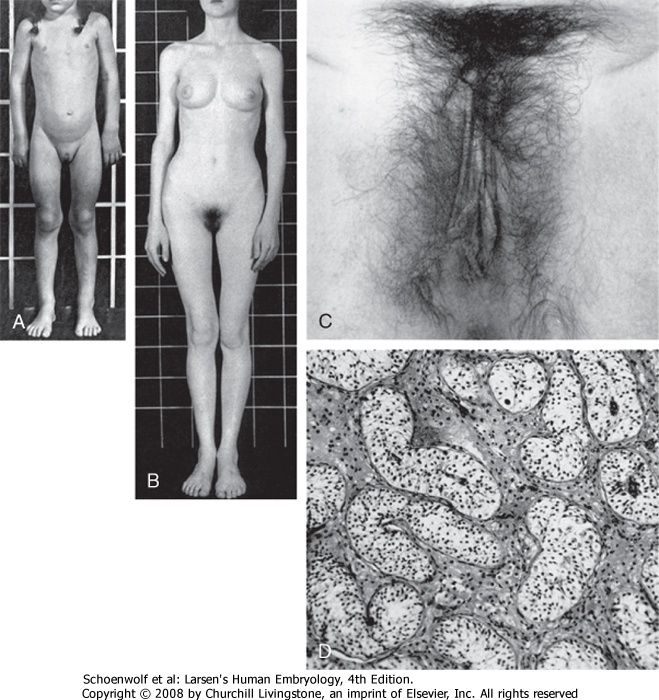 A
B
C
D
Schoenwolf et al: Larsen's Human Embryology, 4th Edition.
Copyright © 2008 by Churchill Livingstone, an imprint of Elsevier, Inc. All rights reserved